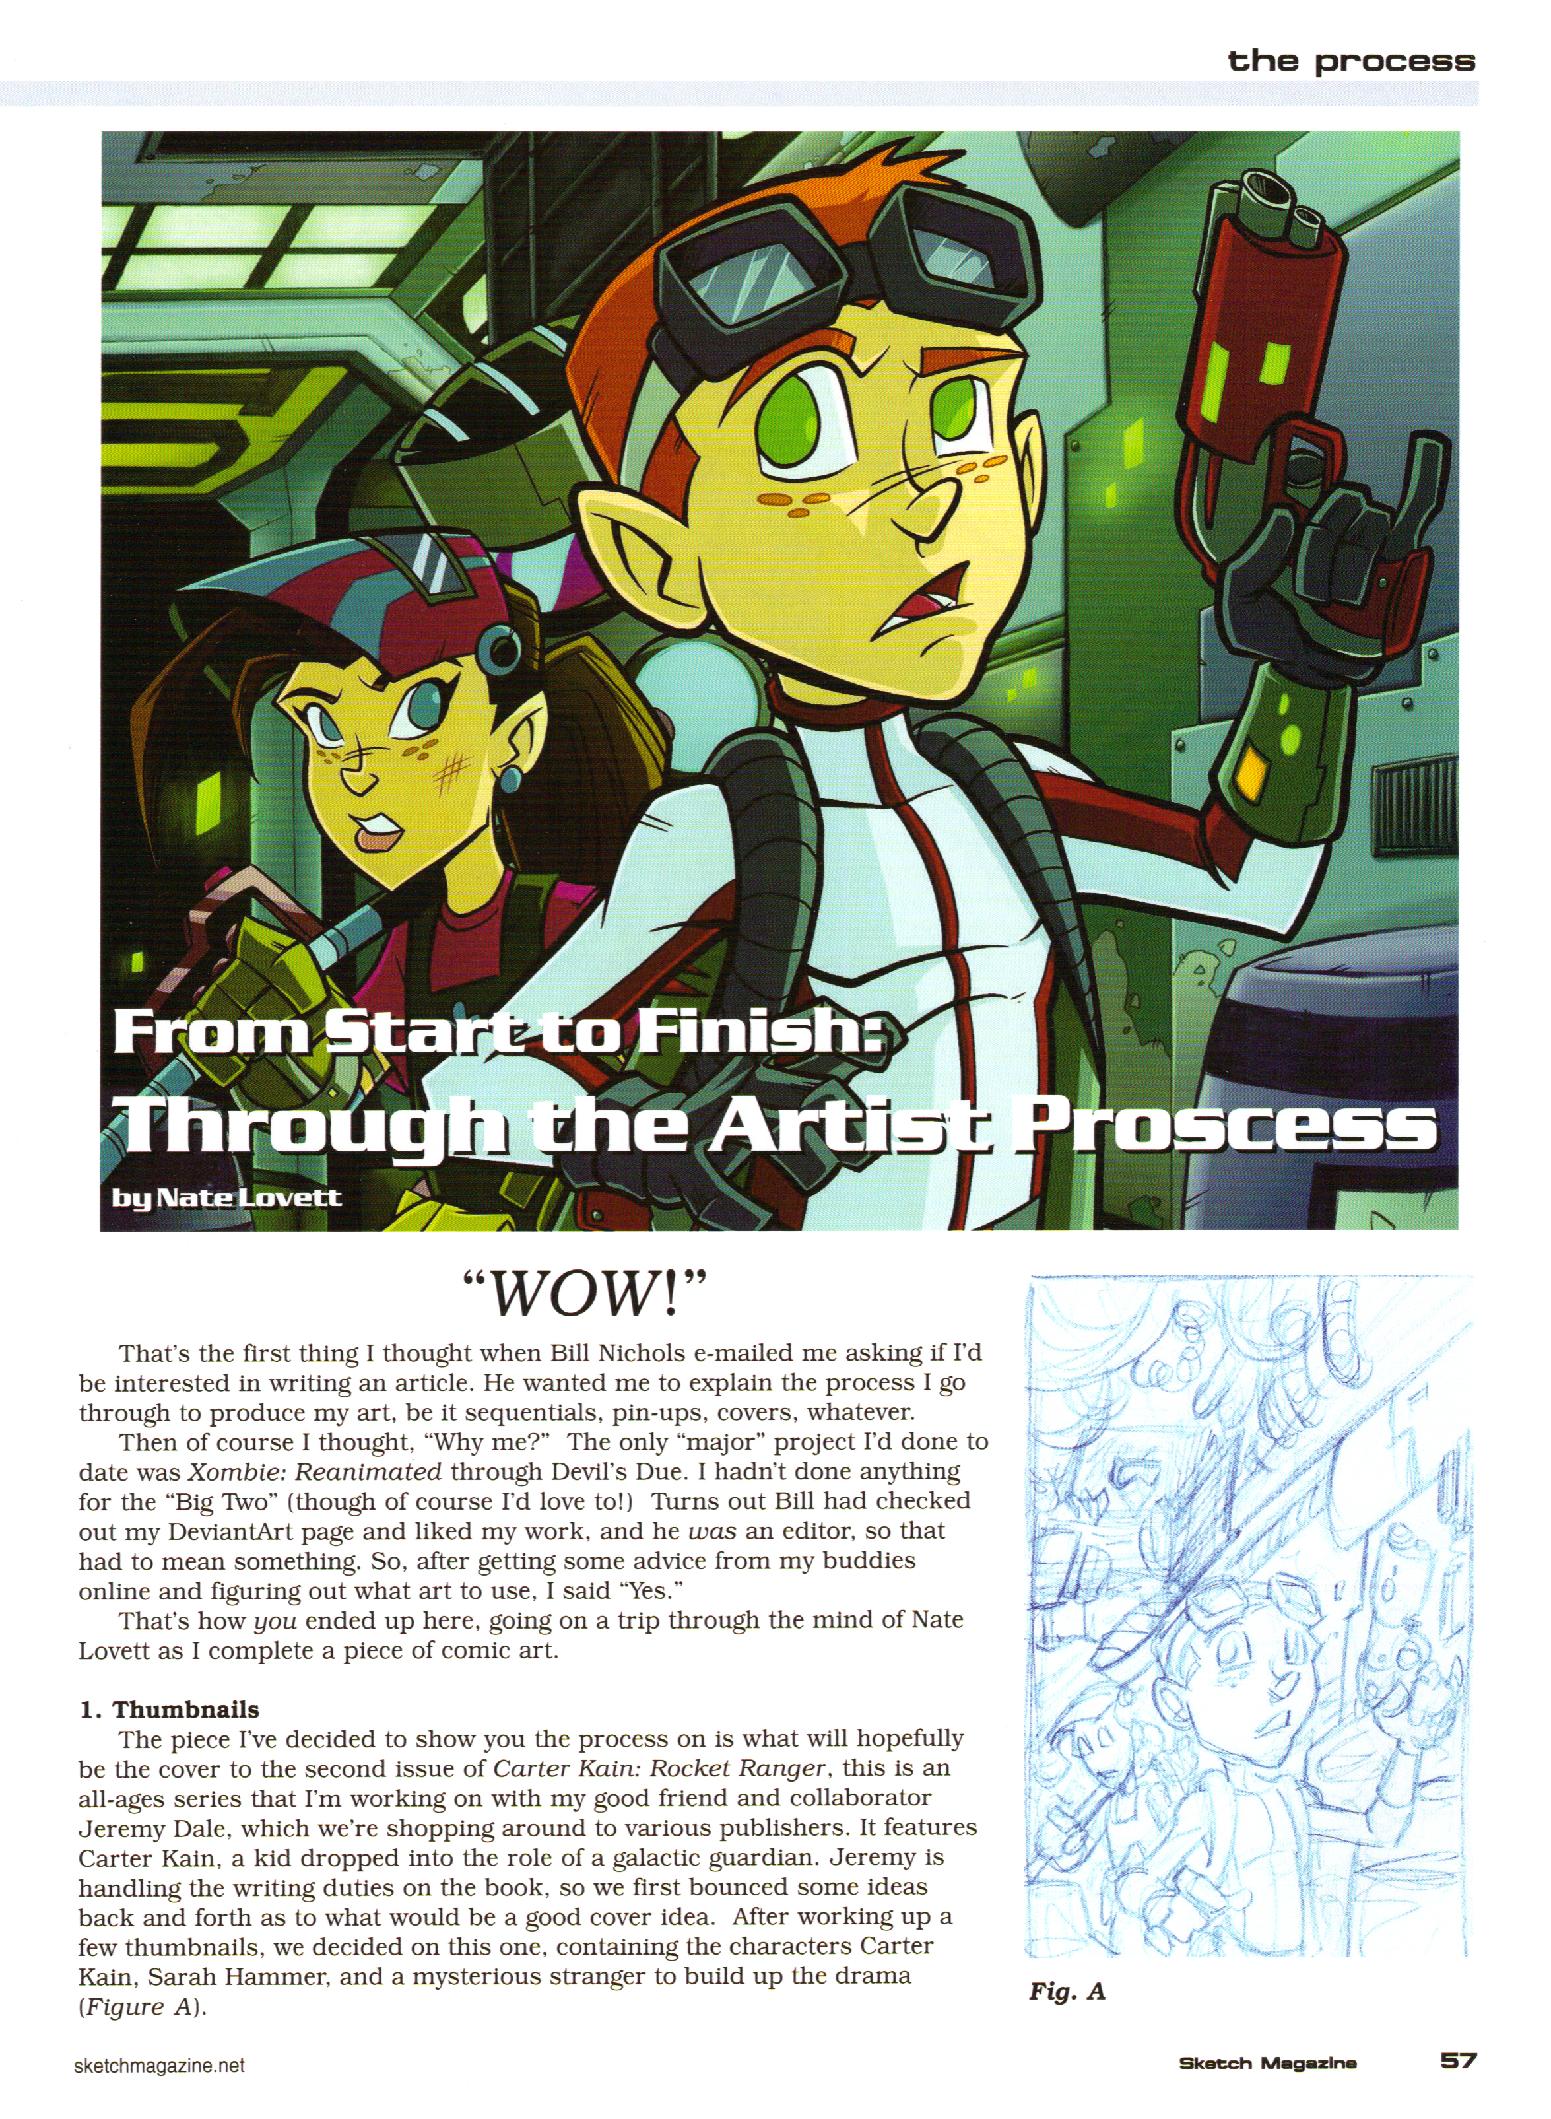 the process
From Start to Finish:
Through the Artist Proscess
by Nate Lovett
“WOW!”
That’s the first thing I thought when Bill Nichols e-mailed me asking if I’d
be interested in writing an article. He wanted me to explain the process I go
through to produce my art, be it sequentials, pin-ups, covers, whatever.
Then of course I thought, “Why me?”  The only “major” project I’d done to
date was Xombie: Reanimated through Devil’s Due. I hadn’t done anything
for the “Big Two” (though of course I’d love to!)  Turns out Bill had checked
out my DeviantArt page and liked my work, and he was an editor, so that
had to mean something. So, after getting some advice from my buddies
online and figuring out what art to use, I said “Yes.”
That’s how you ended up here, going on a trip through the mind of Nate
Lovett as I complete a piece of comic art.
1. Thumbnails
The piece I’ve decided to show you the process on is what will hopefully
be the cover to the second issue of Carter Kain: Rocket Ranger, this is an
all-ages series that I’m working on with my good friend and collaborator
Jeremy Dale, which we’re shopping around to various publishers. It features
Carter Kain, a kid dropped into the role of a galactic guardian. Jeremy is
handling the writing duties on the book, so we first bounced some ideas
back and forth as to what would be a good cover idea.  After working up a
few thumbnails, we decided on this one, containing the characters Carter
Kain, Sarah Hammer, and a mysterious stranger to build up the drama
(Figure A).
Fig. A
sketchmagazine.net
Sketch Magazine
57